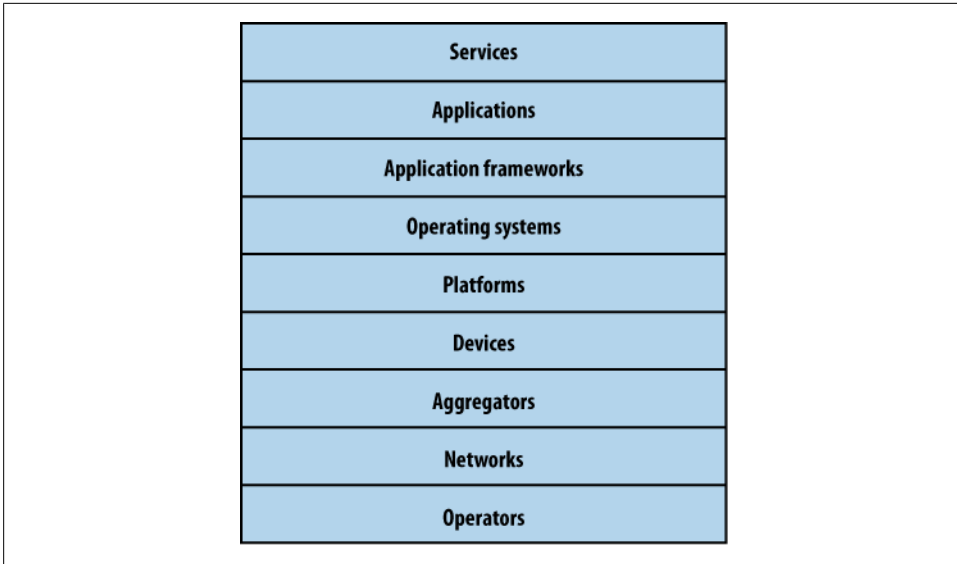 Services
Applications
Application frameworks
Operating systems
Platforms
Devices
Aggregators
Networks
Operators